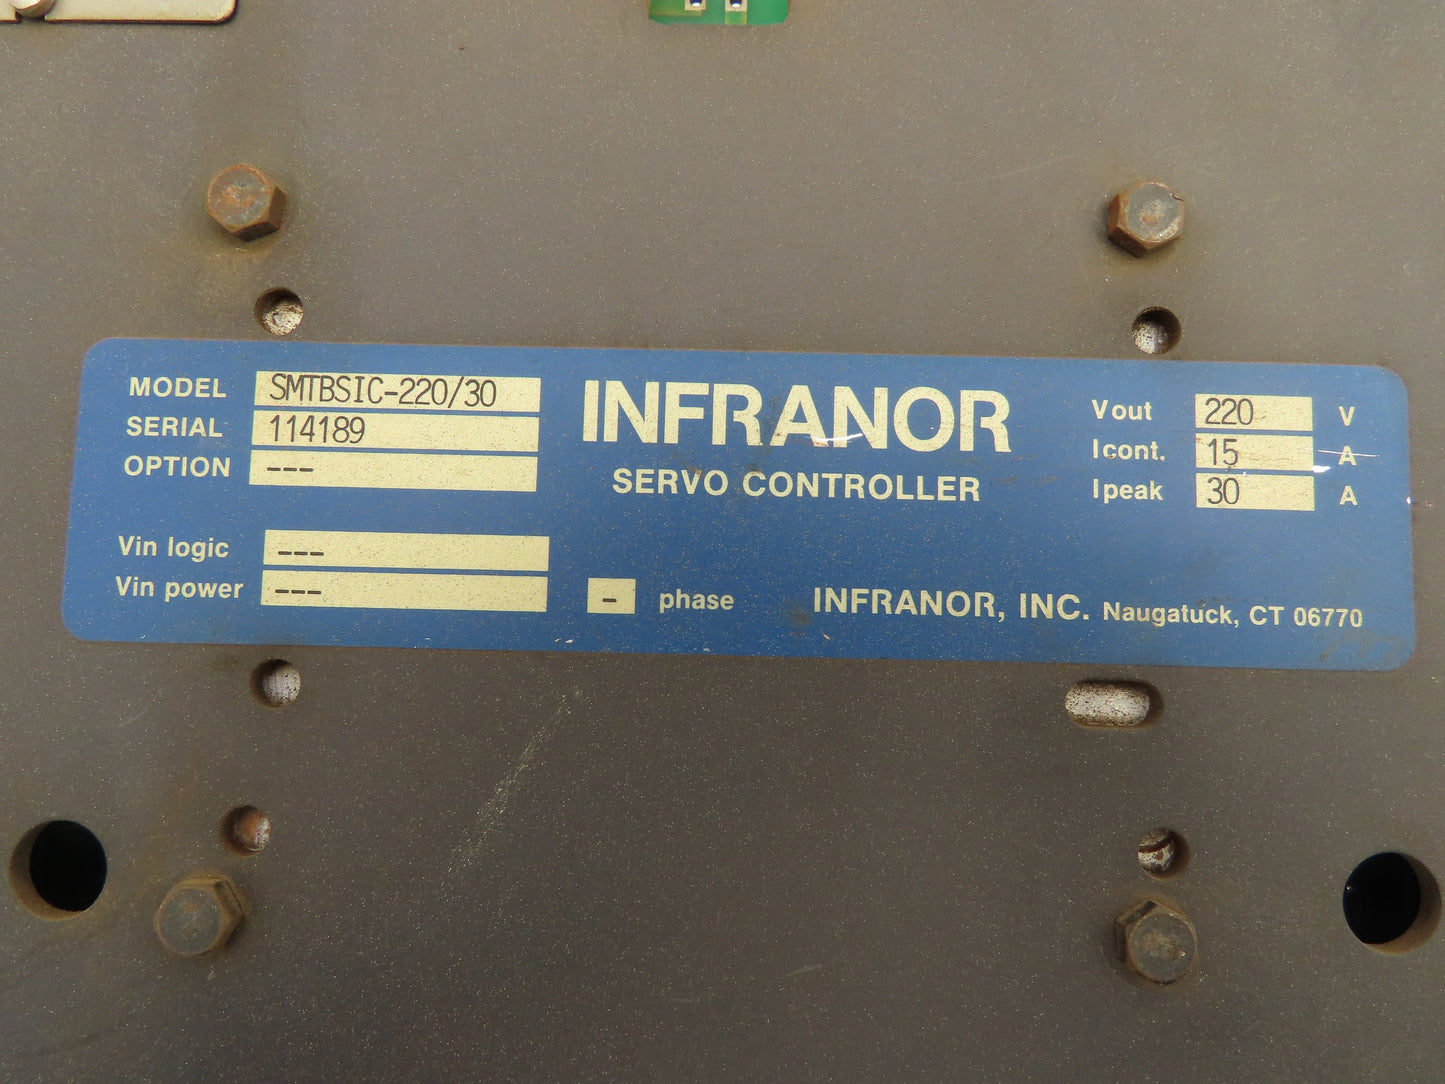 MODEL SMTBSIC-220/30
SERIAL 114189
OPTION ---
Vin logic ---
Vin power --- - phase
INFRANOR
SERVO CONTROLLER
Vout 220 V
Icont. 15 A
Ipeak 30 A
INFRANOR, INC. Naugatuck, CT 06770